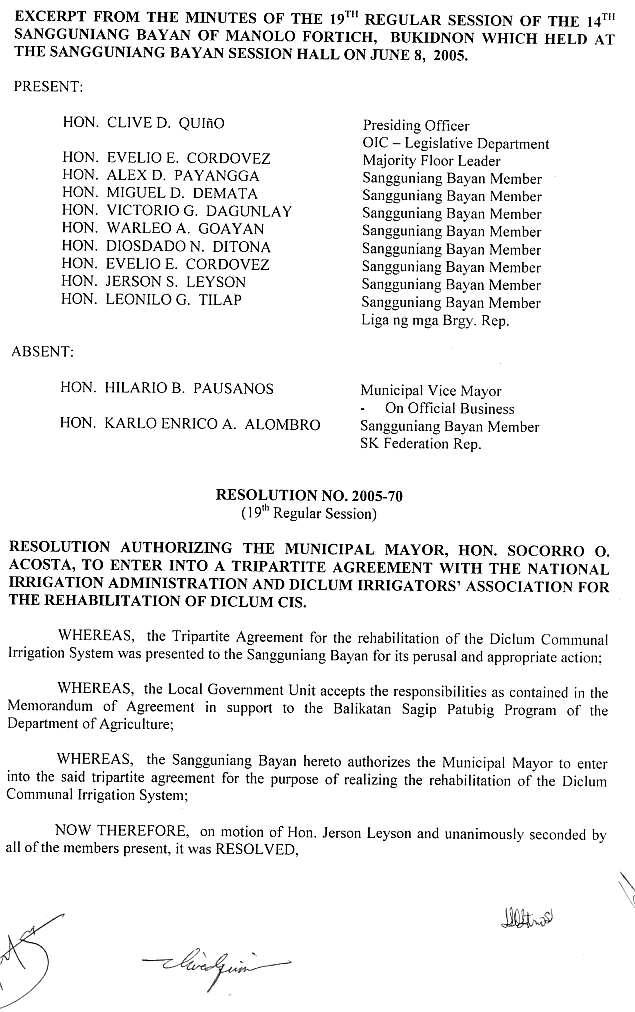 EXCERPT FROM THE MINUTES OF THE 19TH REGULAR SESSION OF THE 14TH
SANGGUNIANG BAYAN OF MANOLO FORTICH, BUKIDNON WHICH HELD AT
THE SANGGUNIANG BAYAN SESSION HALL ON JUNE 8, 2005.
PRESENT:
HON. CLIVE D. QUIñO Presiding Officer
OIC – Legislative Department
HON. EVELIO E. CORDOVEZ Majority Floor Leader
HON. ALEX D. PAYANGGA Sangguniang Bayan Member
HON. MIGUEL D. DEMATA Sangguniang Bayan Member
HON. VICTORIO G. DAGUNLAY Sangguniang Bayan Member
HON. WARLEO A. GOAYAN Sangguniang Bayan Member
HON. DIOSDADO N. DITONA Sangguniang Bayan Member
HON. EVELIO E. CORDOVEZ Sangguniang Bayan Member
HON. JERSON S. LEYSON Sangguniang Bayan Member
HON. LEONILO G. TILAP Sangguniang Bayan Member
Liga ng mga Brgy. Rep.
ABSENT:
HON. HILARIO B. PAUSANOS Municipal Vice Mayor
- On Official Business
HON. KARLO ENRICO A. ALOMBRO Sangguniang Bayan Member
SK Federation Rep.
RESOLUTION NO. 2005-70
(19th Regular Session)
RESOLUTION AUTHORIZING THE MUNICIPAL MAYOR, HON. SOCORRO O.
ACOSTA, TO ENTER INTO A TRIPARTITE AGREEMENT WITH THE NATIONAL
IRRIGATION ADMINISTRATION AND DICLUM IRRIGATORS' ASSOCIATION FOR
THE REHABILITATION OF DICLUM CIS.
WHEREAS, the Tripartite Agreement for the rehabilitation of the Diclum Communal
Irrigation System was presented to the Sangguniang Bayan for its perusal and appropriate action;
WHEREAS, the Local Government Unit accepts the responsibilities as contained in the
Memorandum of Agreement in support to the Balikatan Sagip Patubig Program of the
Department of Agriculture;
WHEREAS, the Sangguniang Bayan hereto authorizes the Municipal Mayor to enter
into the said tripartite agreement for the purpose of realizing the rehabilitation of the Diclum
Communal Irrigation System;
NOW THEREFORE, on motion of Hon. Jerson Leyson and unanimously seconded by
all of the members present, it was RESOLVED,